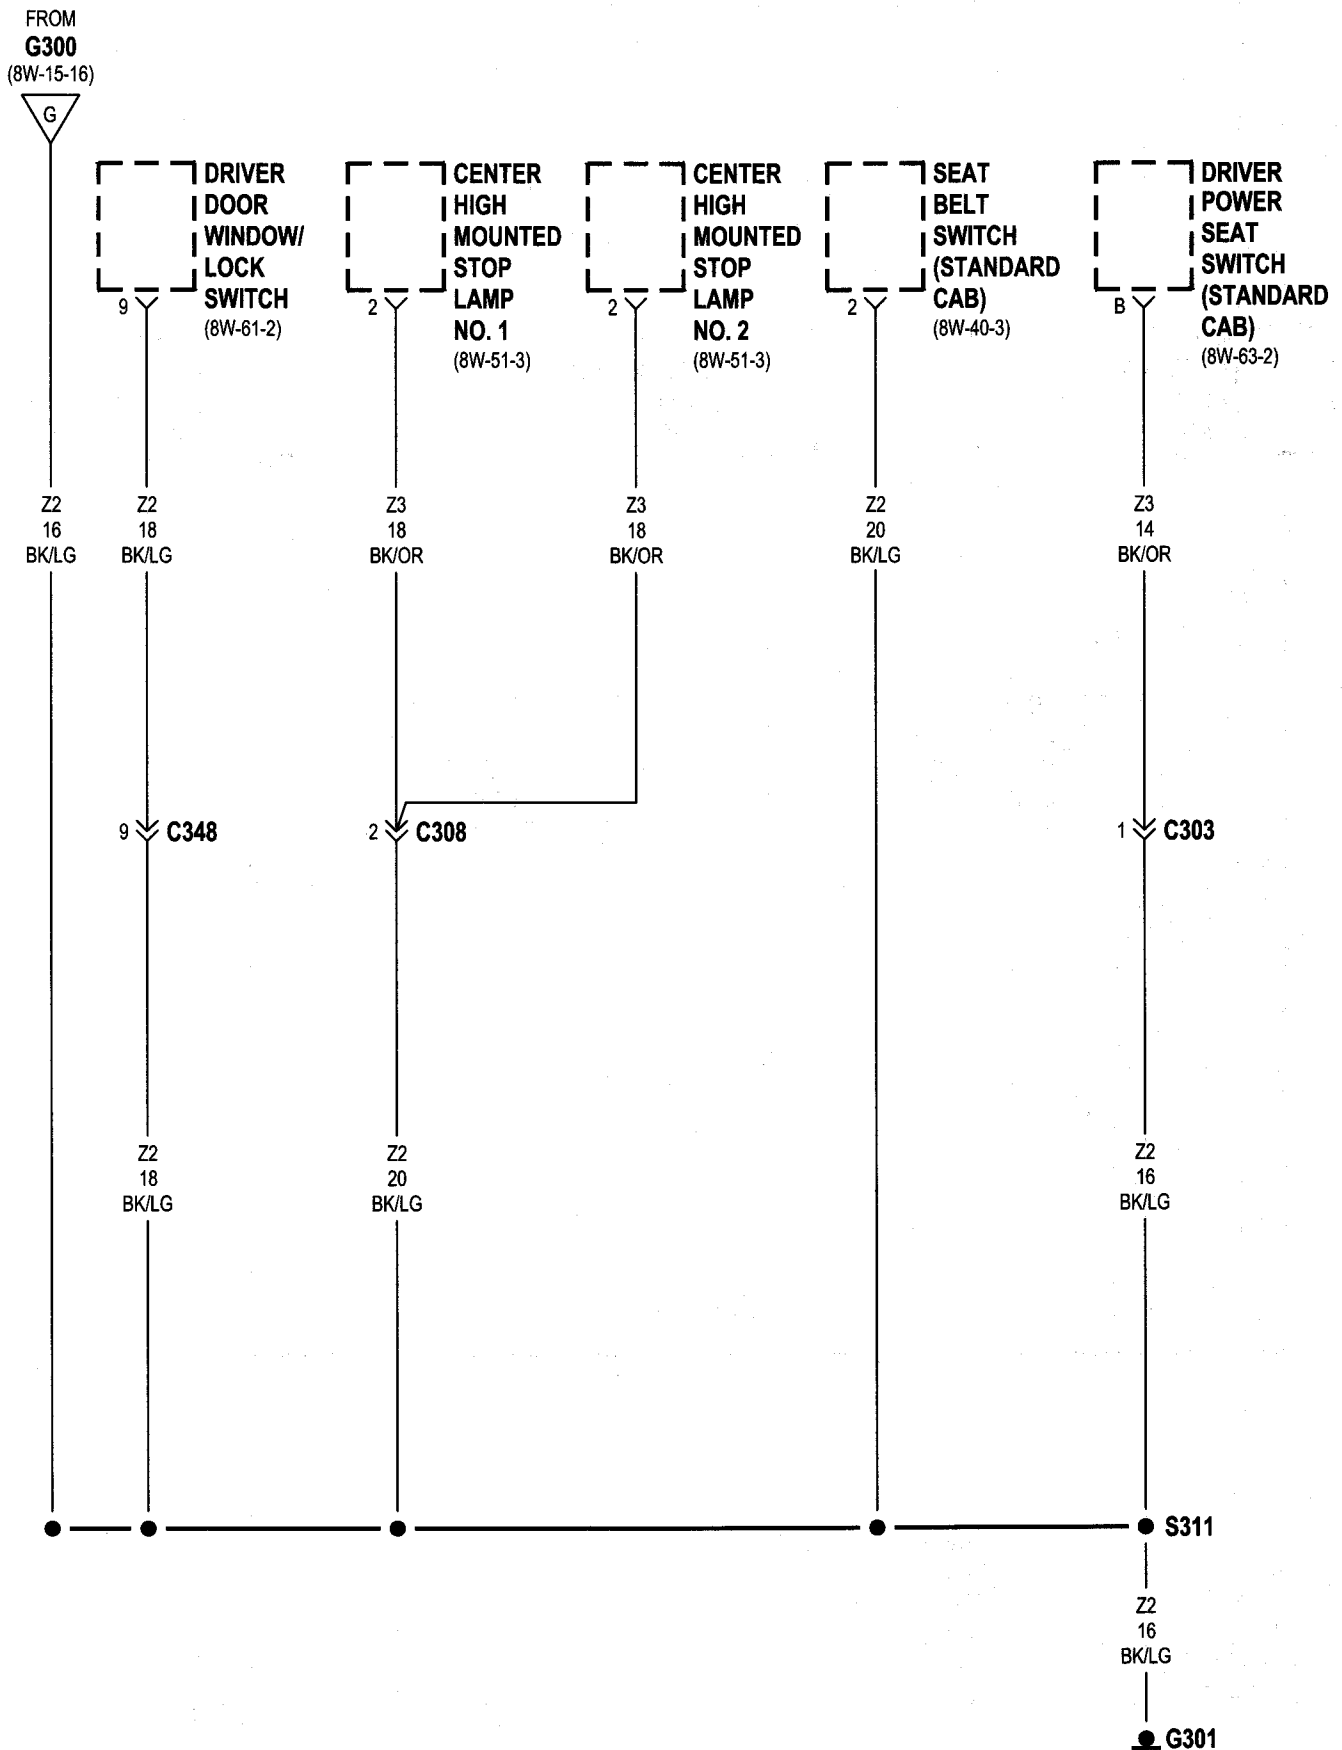 FROM
G300
(8W-15-16)
G
DRIVER
DOOR
WINDOW/
LOCK
SWITCH
(8W-61-2)
9
CENTER
HIGH
MOUNTED
STOP
LAMP
NO. 1
(8W-51-3)
2
CENTER
HIGH
MOUNTED
STOP
LAMP
NO. 2
(8W-51-3)
2
SEAT
BELT
SWITCH
(STANDARD
CAB)
(8W-40-3)
2
DRIVER
POWER
SEAT
SWITCH
(STANDARD
CAB)
(8W-63-2)
B
Z2
16
BK/LG
Z2
18
BK/LG
Z3
18
BK/OR
Z3
18
BK/OR
Z2
20
BK/LG
Z3
14
BK/OR
9 C348
2 C308
1 C303
Z2
18
BK/LG
Z2
20
BK/LG
Z2
16
BK/LG
S311
Z2
16
BK/LG
G301